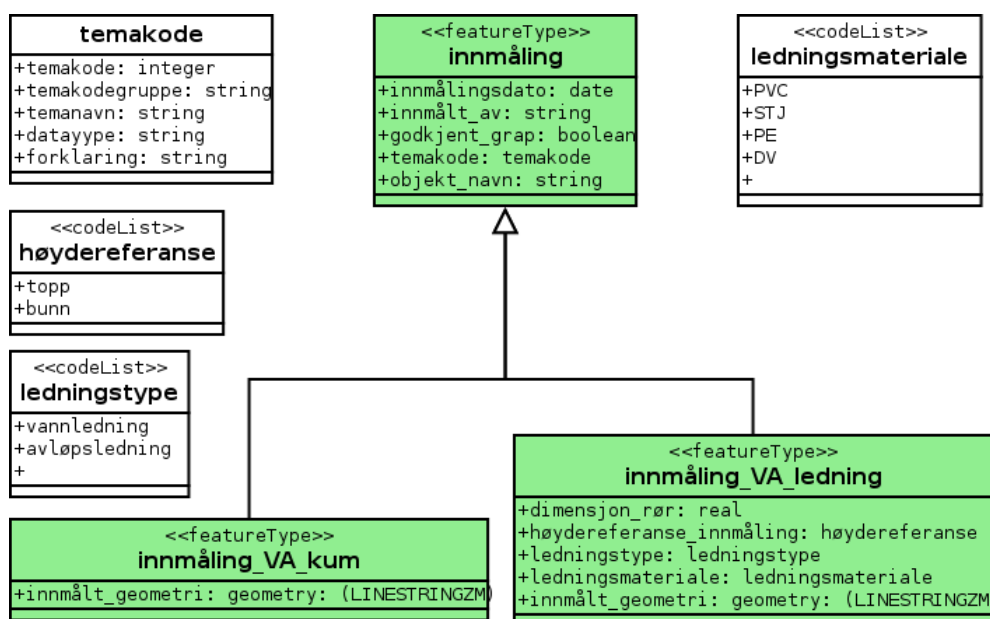 temakode
+temakode: integer
+temakodegruppe: string
+temanavn: string
+datayype: string
+forklaring: string
<<featureType>>
innmåling
+innmålingsdato: date
+innmålt_av: string
+godkjent_grap: boolean
+temakode: temakode
+objekt_navn: string
<<codeList>>
ledningsmateriale
+PVC
+STJ
+PE
+DV
+
<<codeList>>
høydereferanse
+topp
+bunn
<<codeList>>
ledningstype
+vannledning
+avløpsledning
+
<<featureType>>
innmåling_VA_kum
+innmålt_geometri: geometry: (LINESTRINGZM)
<<featureType>>
innmåling_VA_ledning
+dimensjon_rør: real
+høydereferanse_innmåling: høydereferanse
+ledningstype: ledningstype
+ledningsmateriale: ledningsmateriale
+innmålt_geometri: geometry: (LINESTRINGZM